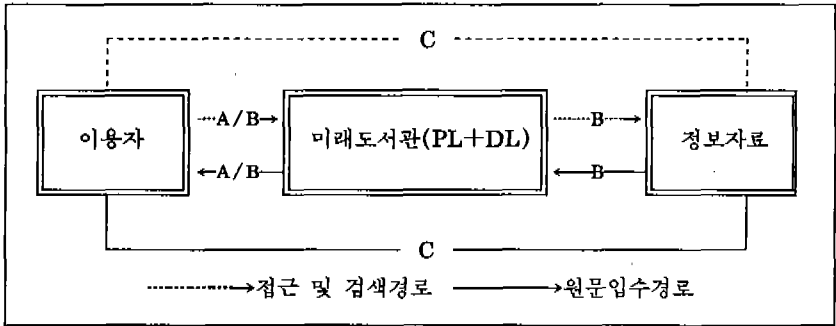 C
이용자 A/B→ 미래도서관(PL+DL) B→ 정보자료
←A/B ←B
C
→접근 및 검색경로 →원문입수경로